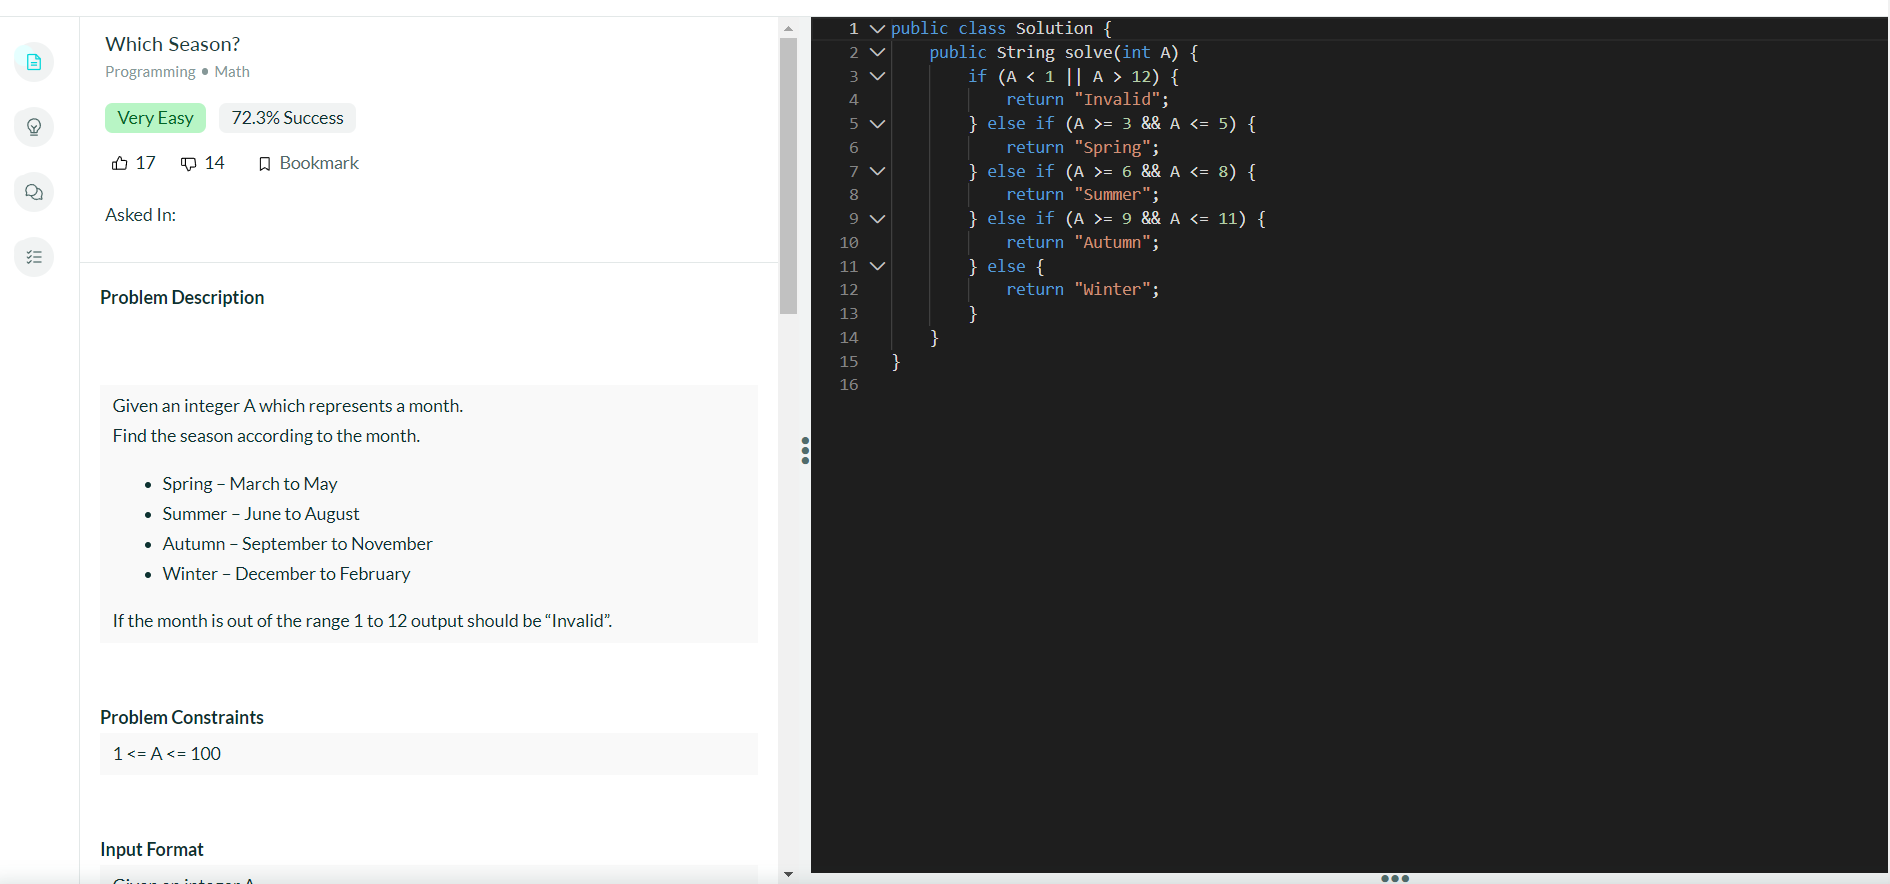 Which Season?
Programming • Math
Very Easy 72.3% Success
17 14 Bookmark
Asked In:
Problem Description
Given an integer A which represents a month.
Find the season according to the month.
• Spring – March to May
• Summer – June to August
• Autumn – September to November
• Winter – December to February
If the month is out of the range 1 to 12 output should be “Invalid”.
Problem Constraints
1 <= A <= 100
Input Format
Given an integer A
1 public class Solution {
2 public String solve(int A) {
3 if (A < 1 || A > 12) {
4 return "Invalid";
5 } else if (A >= 3 && A <= 5) {
6 return "Spring";
7 } else if (A >= 6 && A <= 8) {
8 return "Summer";
9 } else if (A >= 9 && A <= 11) {
10 return "Autumn";
11 } else {
12 return "Winter";
13 }
14 }
15 }
16